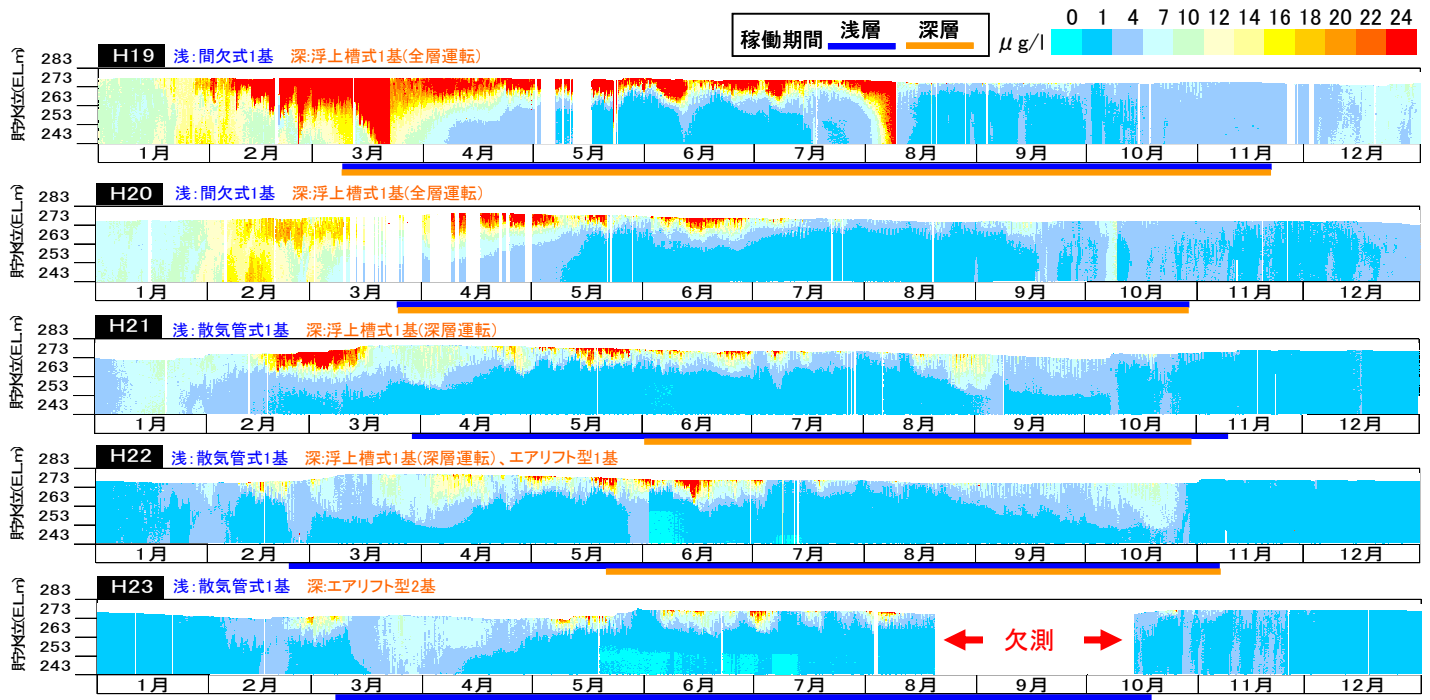 0 1 4 7 10 12 14 16 18 20 22 24
稼働期間 浅層 深層 μg/l
H19 浅:間欠式1基 深:浮上槽式1基(全層運転)
貯水位(EL.m)
283
273
263
253
243
1月 2月 3月 4月 5月 6月 7月 8月 9月 10月 11月 12月
H20 浅:間欠式1基 深:浮上槽式1基(全層運転)
貯水位(EL.m)
283
273
263
253
243
1月 2月 3月 4月 5月 6月 7月 8月 9月 10月 11月 12月
H21 浅:散気管式1基 深:浮上槽式1基(深層運転)
貯水位(EL.m)
283
273
263
253
243
1月 2月 3月 4月 5月 6月 7月 8月 9月 10月 11月 12月
H22 浅:散気管式1基 深:浮上槽式1基(深層運転)、エアリフト型1基
貯水位(EL.m)
283
273
263
253
243
1月 2月 3月 4月 5月 6月 7月 8月 9月 10月 11月 12月
H23 浅:散気管式1基 深:エアリフト型2基
貯水位(EL.m)
283
273
263
253
243
欠測
1月 2月 3月 4月 5月 6月 7月 8月 9月 10月 11月 12月